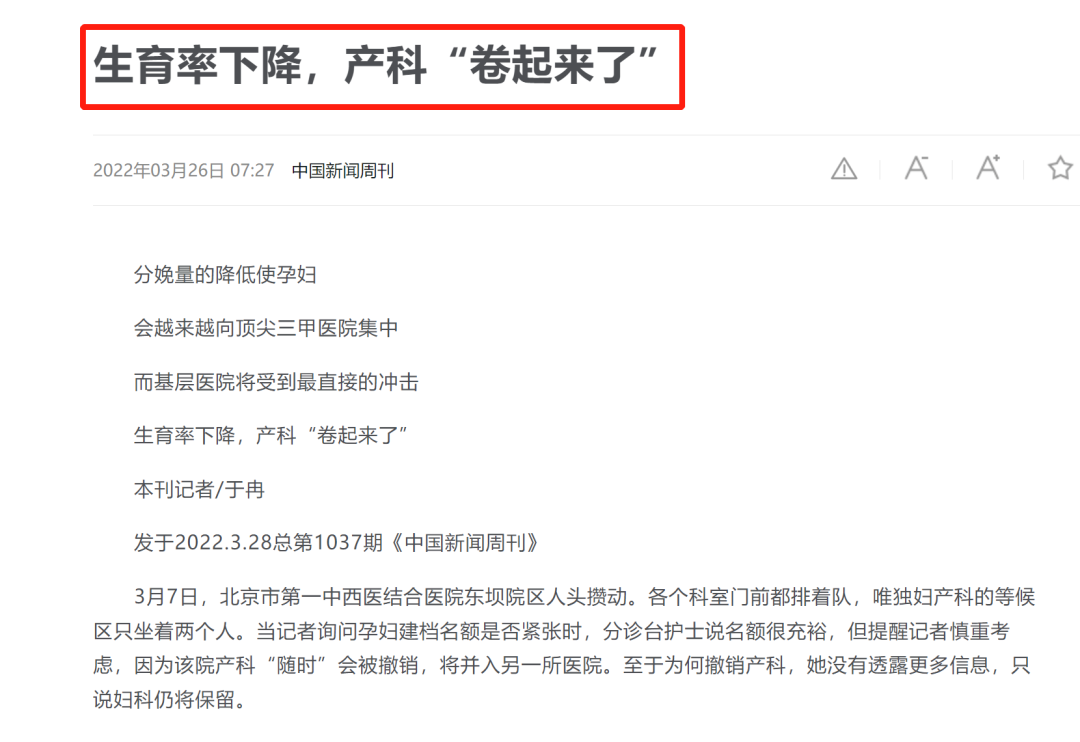 生育率下降，产科“卷起来了”
2022年03月26日 07:27 中国新闻周刊
A- A+
分娩量的降低使孕妇
会越来越向顶尖三甲医院集中
而基层医院将受到最直接的冲击
生育率下降，产科“卷起来了”
本刊记者/于冉
发于2022.3.28总第1037期《中国新闻周刊》
3月7日，北京市第一中西医结合医院东坝院区人头攒动。各个科室门前都排着队，唯独妇产科的等候
区只坐着两个人。当记者询问孕妇建档名额是否紧张时，分诊台护士说名额很充裕，但提醒记者慎重考
虑，因为该院产科“随时”会被撤销，将并入另一所医院。至于为何撤销产科，她没有透露更多信息，只
说妇科仍将保留。